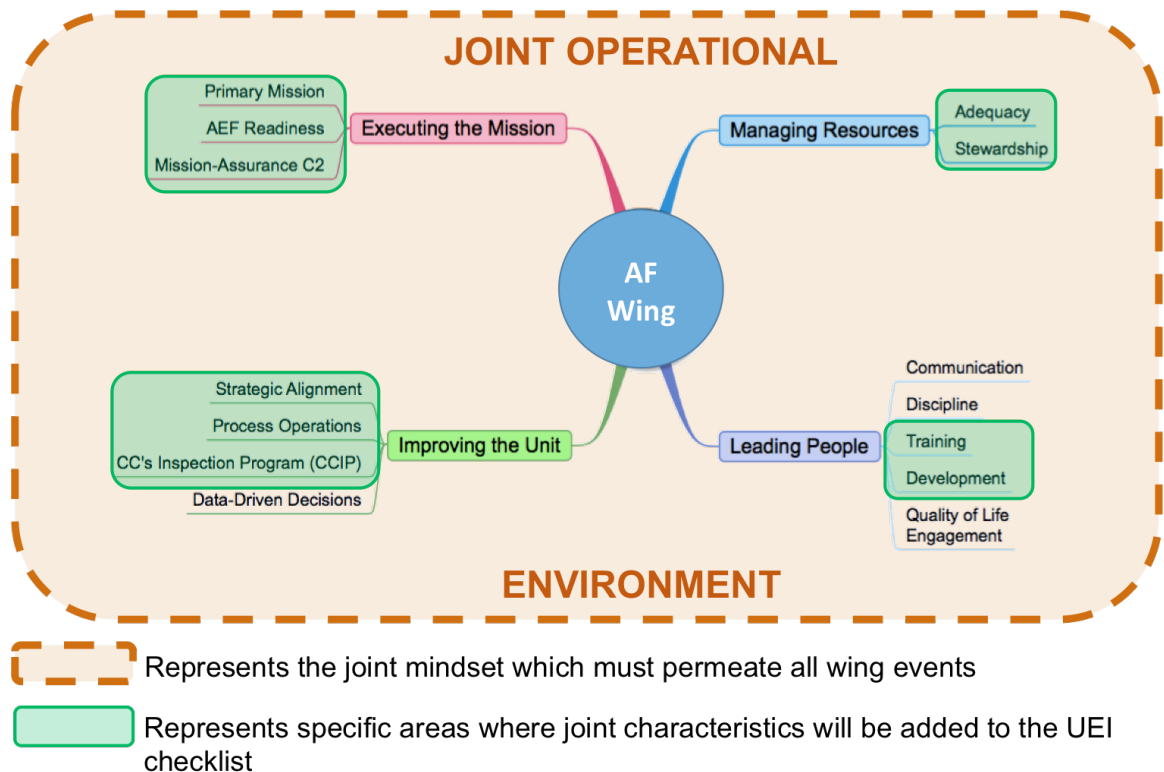 JOINT OPERATIONAL
Primary Mission
AEF Readiness
Mission-Assurance C2
Executing the Mission
Managing Resources
Adequacy
Stewardship
AF
Wing
Strategic Alignment
Process Operations
CC's Inspection Program (CCIP)
Data-Driven Decisions
Improving the Unit
Leading People
Communication
Discipline
Training
Development
Quality of Life
Engagement
ENVIRONMENT
Represents the joint mindset which must permeate all wing events
Represents specific areas where joint characteristics will be added to the UEI
checklist